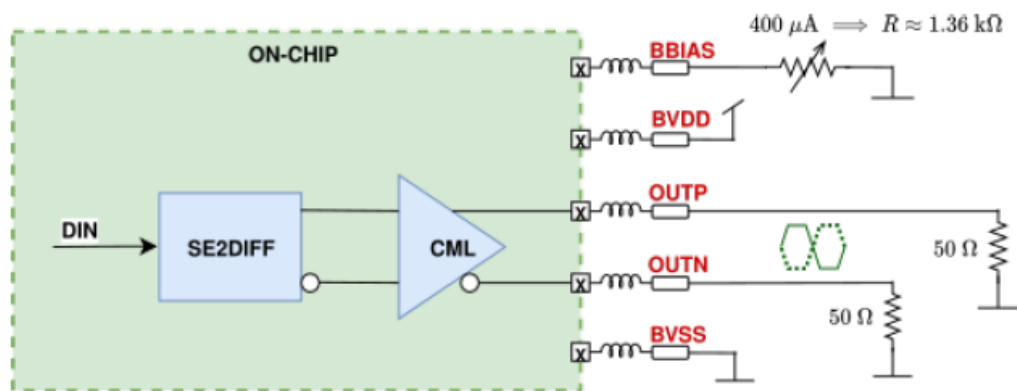 400 μA ⟹ R ≈ 1.36 kΩ
ON-CHIP
BBIAS
X
BVDD
X
OUTP
X
DIN
SE2DIFF
CML
50 Ω
OUTN
X
50 Ω
BVSS
X